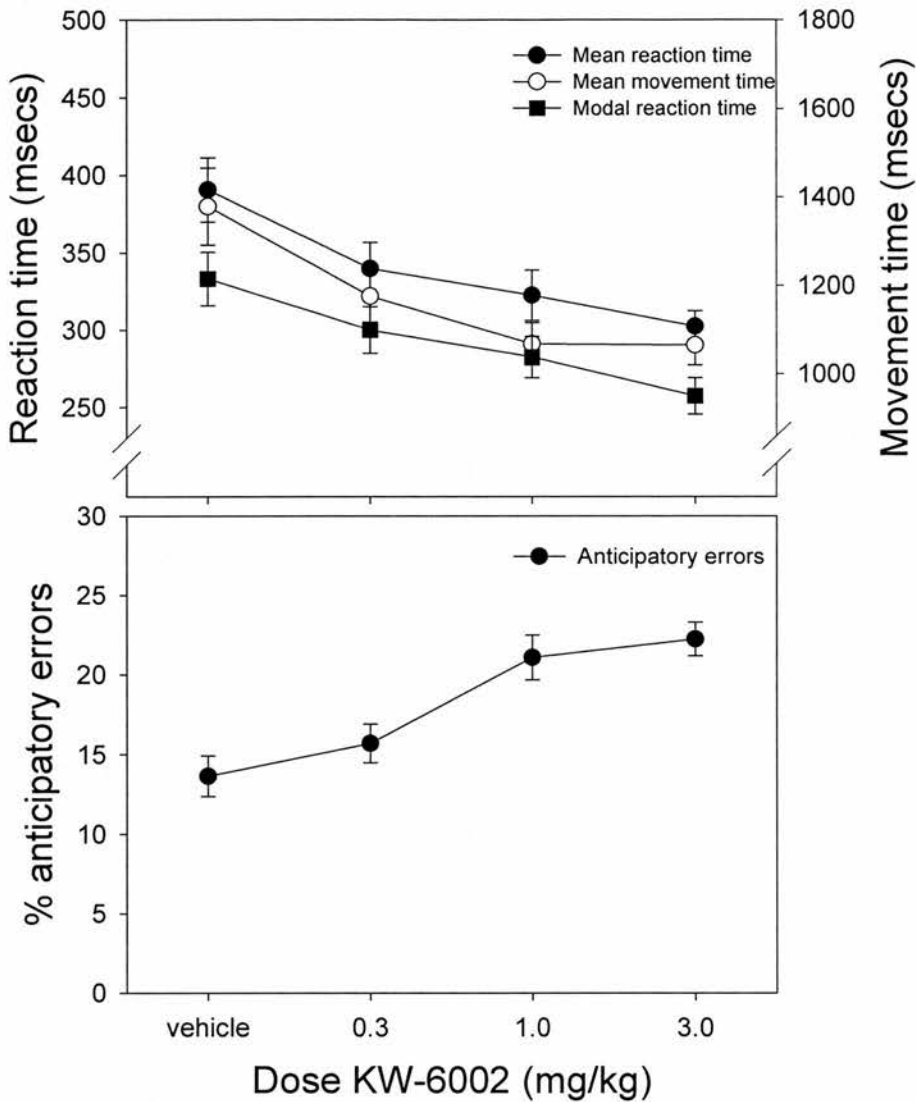 500
450
400
350
300
250
Reaction time (msecs)
Mean reaction time
Mean movement time
Modal reaction time
1800
1600
1400
1200
1000
Movement time (msecs)
30
25
20
15
10
5
0
% anticipatory errors
Anticipatory errors
vehicle 0.3 1.0 3.0
Dose KW-6002 (mg/kg)